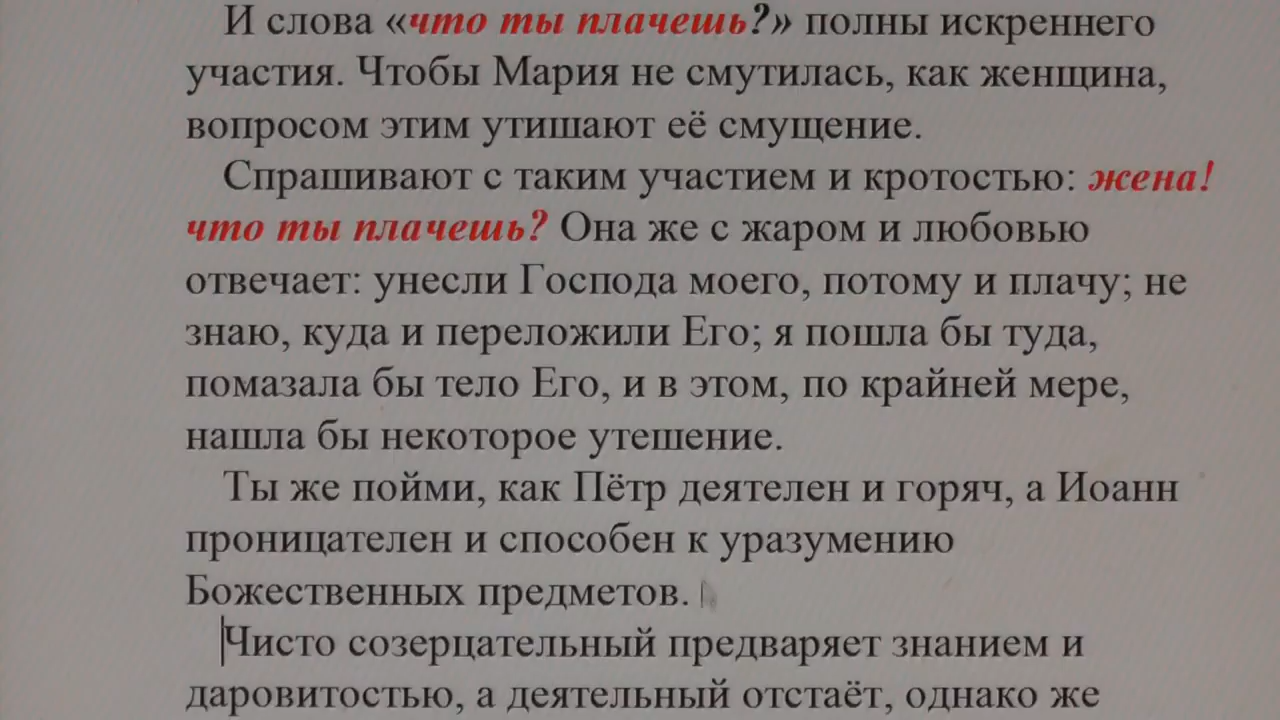 И слова «что ты плачешь?» полны искреннего
участия. Чтобы Мария не смутилась, как женщина,
вопросом этим утишают её смущение.
Спрашивают с таким участием и кротостью: жена!
что ты плачешь? Она же с жаром и любовью
отвечает: унесли Господа моего, потому и плачу; не
знаю, куда и переложили Его; я пошла бы туда,
помазала бы тело Его, и в этом, по крайней мере,
нашла бы некоторое утешение.
Ты же пойми, как Пётр деятелен и горяч, а Иоанн
проницателен и способен к уразумению
Божественных предметов.
Чисто созерцательный предваряет знанием и
даровитостью, а деятельный отстаёт, однако же